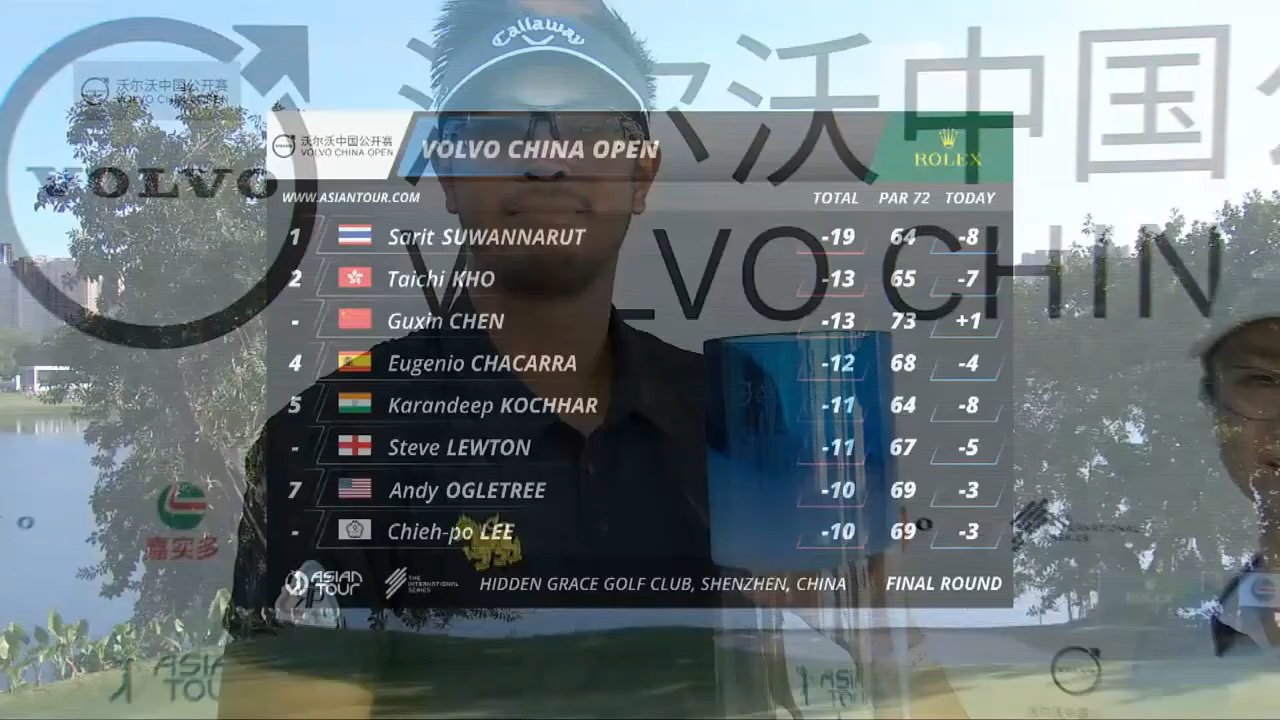 Callaway
沃尔沃中国公
VOLVO
VOLVO CHIN
沃尔沃中国公开赛
VOLVO CHINA OPEN
沃尔沃中国公开赛
VOLVO CHINA OPEN
VOLVO CHINA OPEN
ROLEX
WWW.ASIANTOUR.COM TOTAL PAR 72 TODAY
1 Sarit SUWANNARUT -19 64 -8
2 Taichi KHO -13 65 -7
- Guxin CHEN -13 73 +1
4 Eugenio CHACARRA -12 68 -4
5 Karandeep KOCHHAR -11 64 -8
- Steve LEWTON -11 67 -5
7 Andy OGLETREE -10 69 -3
- Chieh-po LEE -10 69 -3
嘉实多
ASIAN
TOUR
THE
INTERNATIONAL
SERIES
HIDDEN GRACE GOLF CLUB, SHENZHEN, CHINA FINAL ROUND
ASIA
TOU